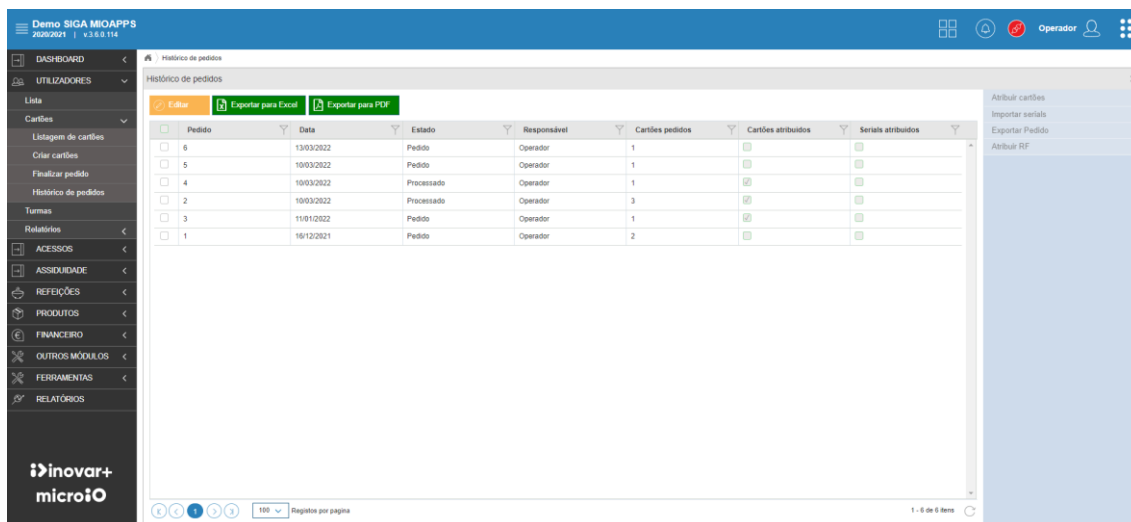 Demo SIGA MIOAPPS
2020/2021 | v.3.6.0.114
Operador
DASHBOARD
UTILIZADORES
Lista
Cartões
Listagem de cartões
Criar cartões
Finalizar pedido
Histórico de pedidos
Turmas
Relatórios
ACESSOS
ASSIDUIDADE
REFEIÇÕES
PRODUTOS
FINANCEIRO
OUTROS MÓDULOS
FERRAMENTAS
RELATÓRIOS
inovar+
microiO
Histórico de pedidos
Histórico de pedidos
Editar Exportar para Excel Exportar para PDF
Pedido Data Estado Responsável Cartões pedidos Cartões atribuidos Serials atribuidos
6 13/03/2022 Pedido Operador 1
5 10/03/2022 Pedido Operador 1
4 10/03/2022 Processado Operador 1
2 10/03/2022 Processado Operador 3
3 11/01/2022 Pedido Operador 1
1 16/12/2021 Pedido Operador 2
1 100 Registos por pagina
1 - 6 de 6 itens
Atribuir cartões
Importar serials
Exportar Pedido
Atribuir RF